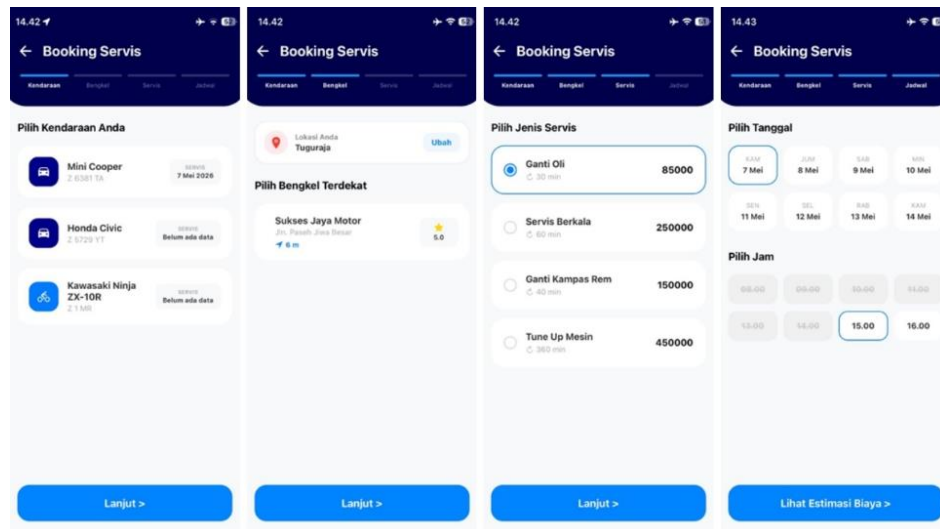 14.42
Booking Servis
Kendaraan Bengkel Servis Jadwal
Pilih Kendaraan Anda
Mini Cooper
Z 6381 TA
SERVIS
7 Mei 2026
Honda Civic
Z 5729 YT
SERVIS
Belum ada data
Kawasaki Ninja
ZX-10R
Z 1 MR
SERVIS
Belum ada data
Lanjut >
14.42
Booking Servis
Kendaraan Bengkel Servis Jadwal
Lokasi Anda
Tuguraja
Ubah
Pilih Bengkel Terdekat
Sukses Jaya Motor
Jln. Paseh Jiwa Besar
6 m
5.0
Lanjut >
14.42
Booking Servis
Kendaraan Bengkel Servis Jadwal
Pilih Jenis Servis
Ganti Oli
30 min
85000
Servis Berkala
60 min
250000
Ganti Kampas Rem
40 min
150000
Tune Up Mesin
360 min
450000
Lanjut >
14.43
Booking Servis
Kendaraan Bengkel Servis Jadwal
Pilih Tanggal
KAM JUM SAB MIN
7 Mei 8 Mei 9 Mei 10 Mei
SEN SEL RAB KAM
11 Mei 12 Mei 13 Mei 14 Mei
Pilih Jam
08.00 09.00 10.00 11.00
13.00 14.00 15.00 16.00
Lihat Estimasi Biaya >